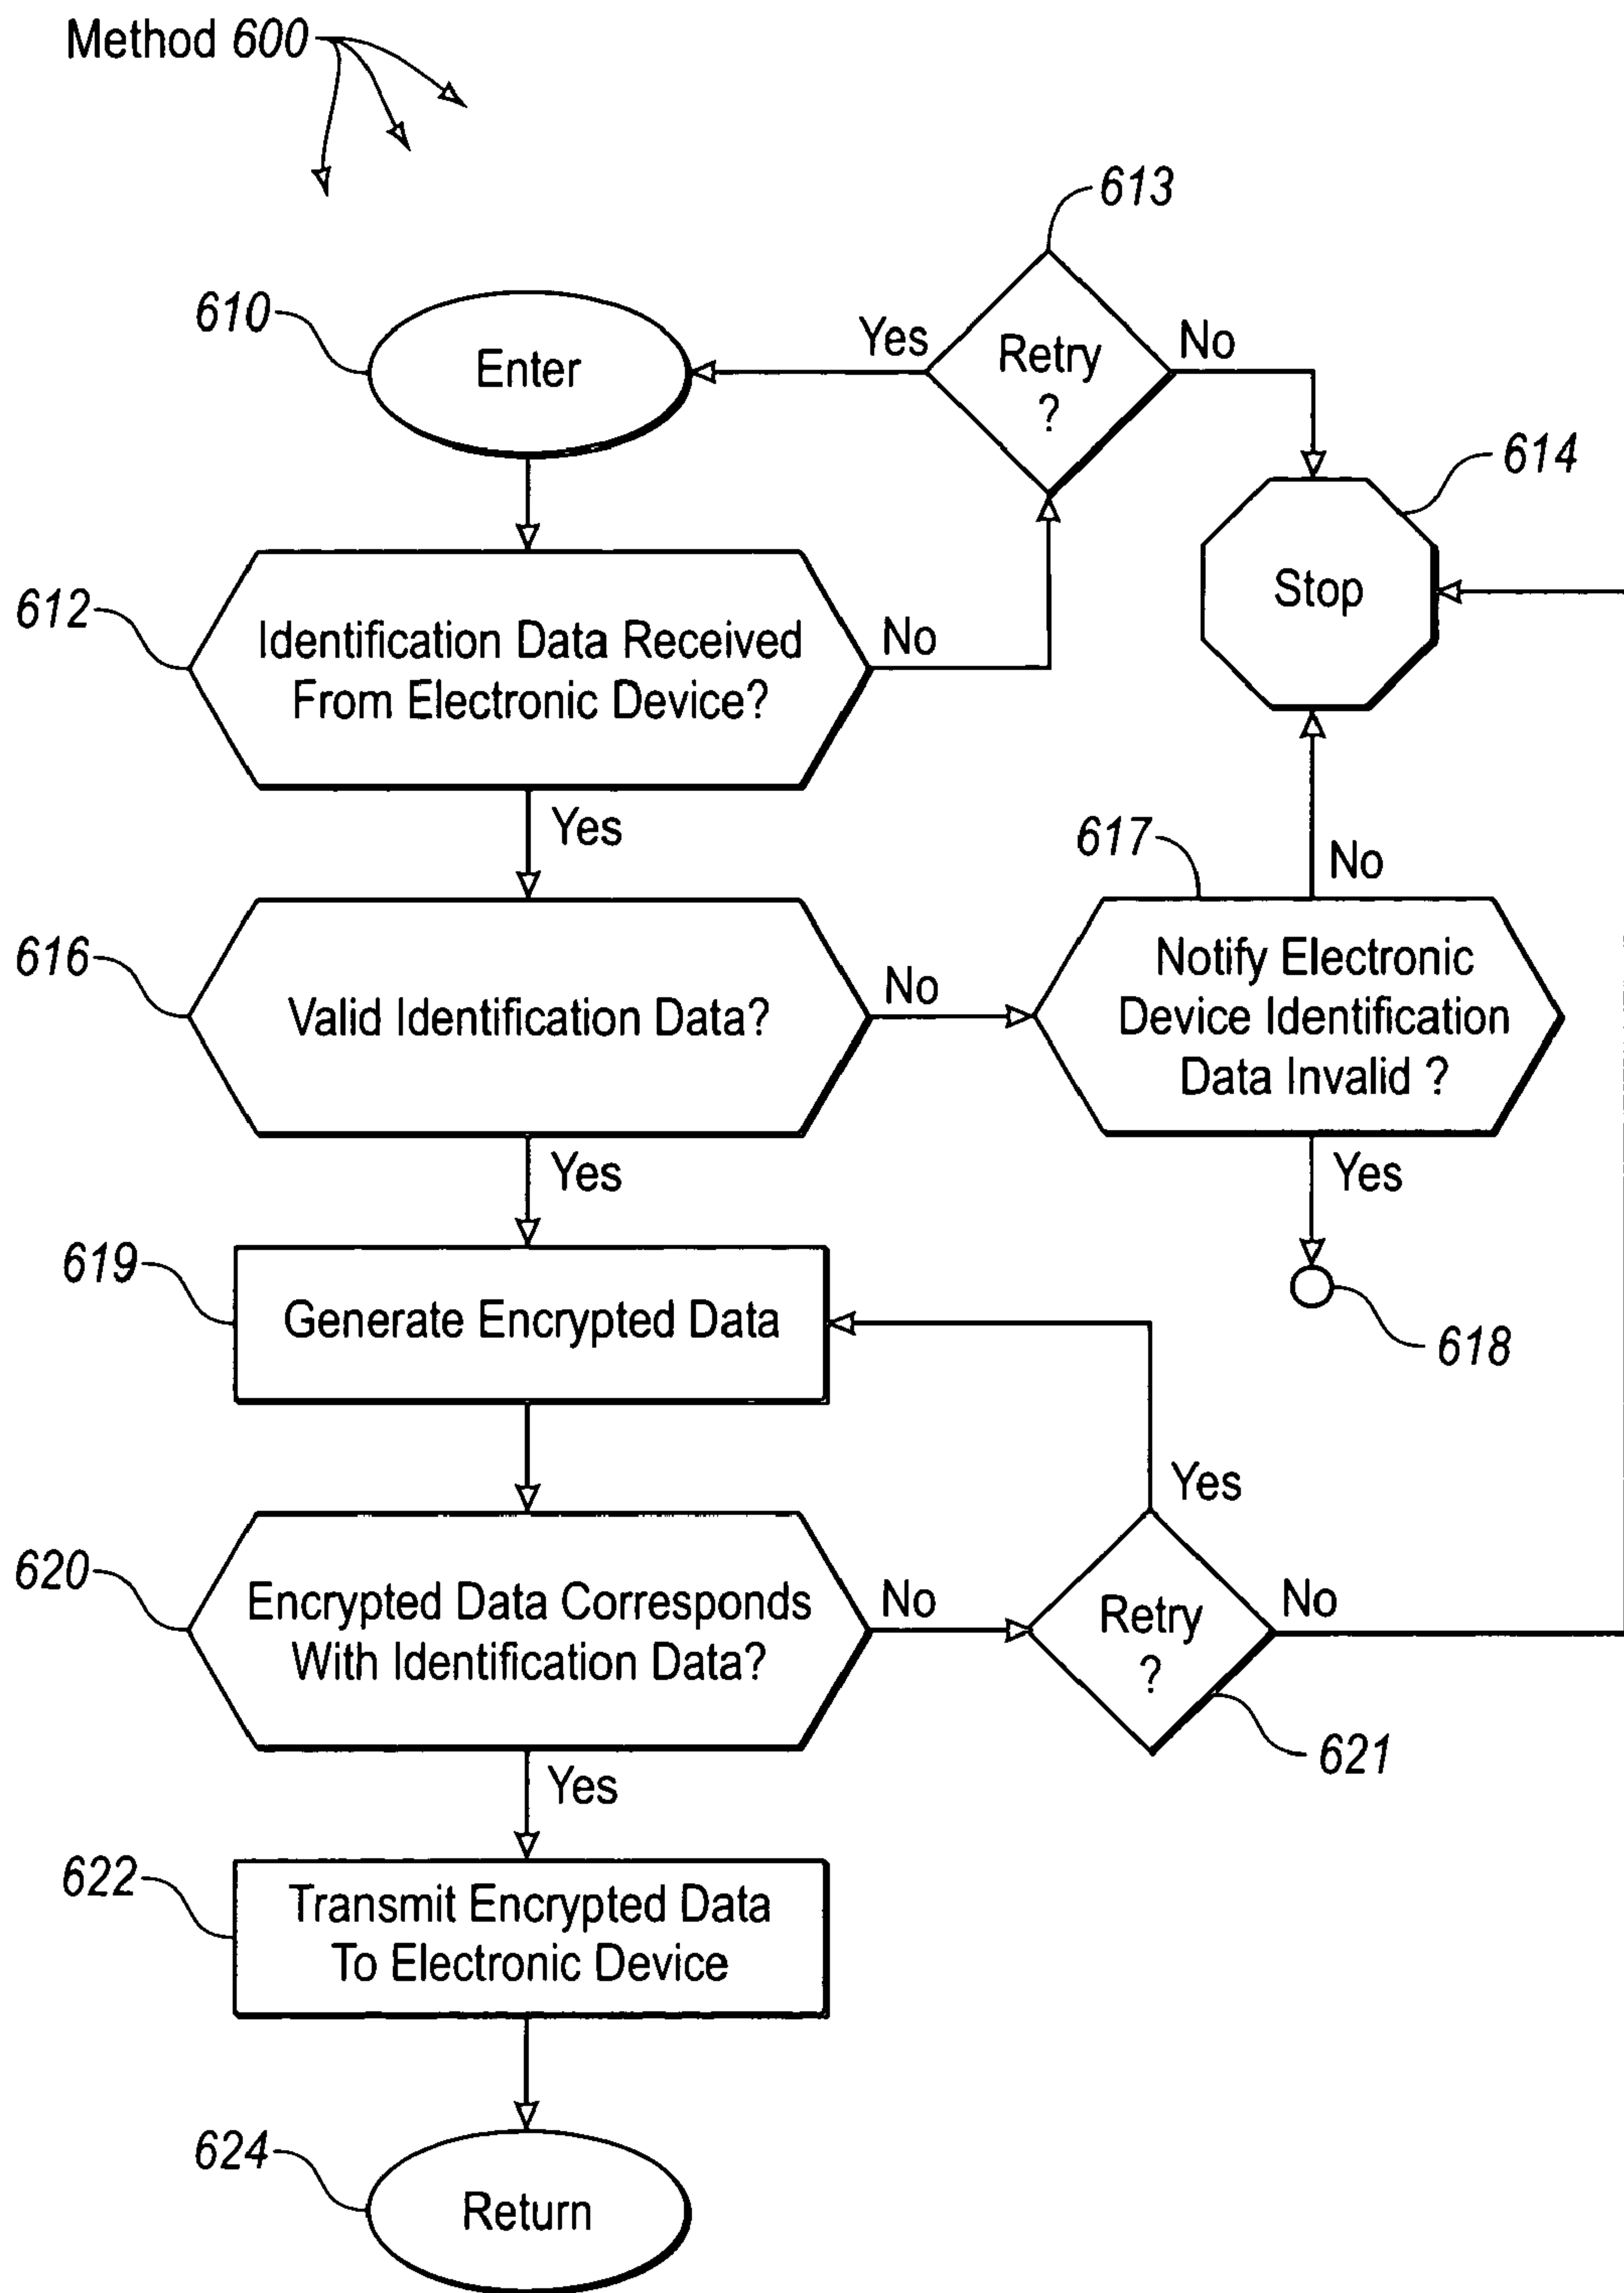 Method 600
613
610
Enter
Yes
Retry
?
No
614
Stop
612
Identification Data Received
From Electronic Device?
No
Yes
617
No
616
Valid Identification Data?
No
Notify Electronic
Device Identification
Data Invalid ?
Yes
Yes
619
Generate Encrypted Data
618
Yes
620
Encrypted Data Corresponds
With Identification Data?
No
Retry
?
No
621
Yes
622
Transmit Encrypted Data
To Electronic Device
624
Return